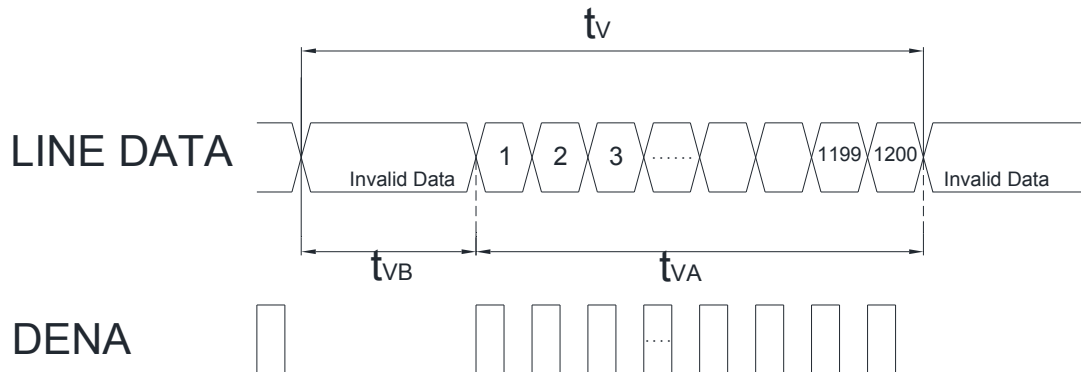 tV
LINE DATA
Invalid Data
1 2 3 ...... 1199 1200
Invalid Data
tVB
tVA
DENA
....